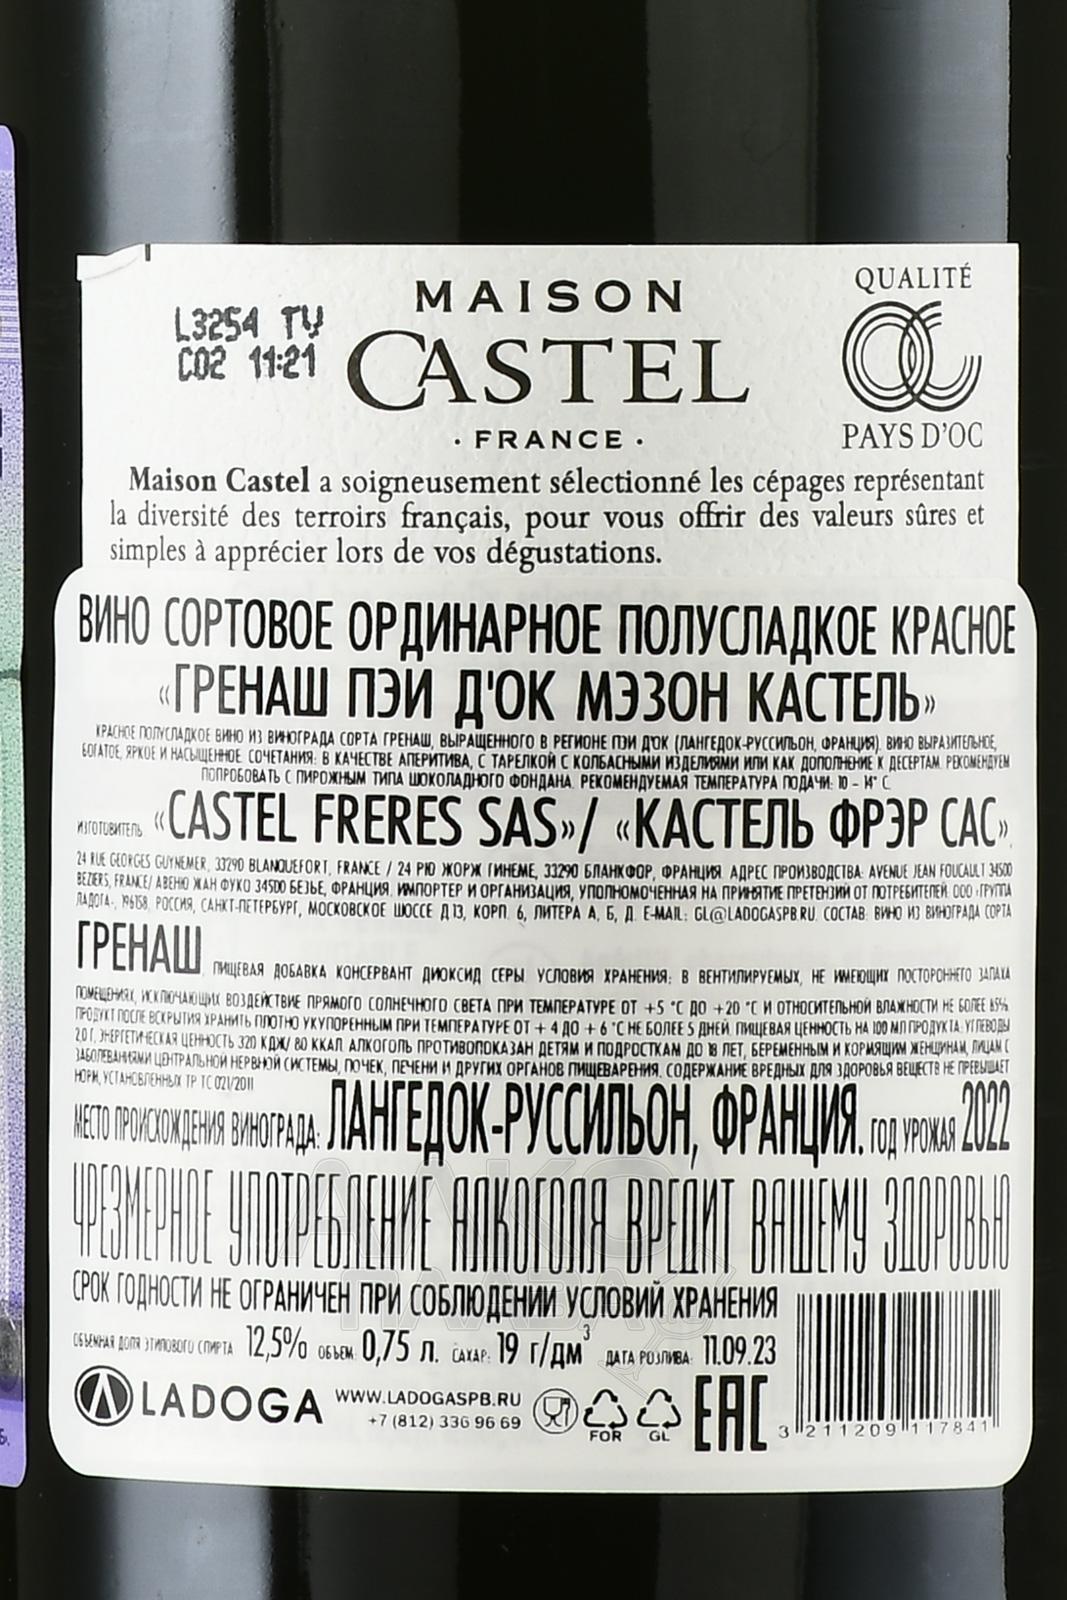 L3254 TV
C02 11:21
MAISON
CASTEL
· FRANCE ·
QUALITÉ
OC
PAYS D'OC
Maison Castel a soigneusement sélectionné les cépages représentant
la diversité des terroirs français, pour vous offrir des valeurs sûres et
simples à apprécier lors de vos dégustations.
ВИНО СОРТОВОЕ ОРДИНАРНОЕ ПОЛУСЛАДКОЕ КРАСНОЕ
«ГРЕНАШ ПЭИ Д'ОК МЭЗОН КАСТЕЛЬ»
КРАСНОЕ ПОЛУСЛАДКОЕ ВИНО ИЗ ВИНОГРАДА СОРТА ГРЕНАШ, ВЫРАЩЕННОГО В РЕГИОНЕ ПЭИ Д'ОК (ЛАНГЕДОК-РУССИЛЬОН, ФРАНЦИЯ). ВИНО ВЫРАЗИТЕЛЬНОЕ,
БОГАТОЕ, ЯРКОЕ И НАСЫЩЕННОЕ. СОЧЕТАНИЯ: В КАЧЕСТВЕ АПЕРИТИВА, С ТАРЕЛКОЙ С КОЛБАСНЫМИ ИЗДЕЛИЯМИ ИЛИ КАК ДОПОЛНЕНИЕ К ДЕСЕРТАМ. РЕКОМЕНДУЕМ
ПОПРОБОВАТЬ С ПИРОЖНЫМ ТИПА ШОКОЛАДНОГО ФОНДАНА. РЕКОМЕНДУЕМАЯ ТЕМПЕРАТУРА ПОДАЧИ: 10 - 14° С.
ИЗГОТОВИТЕЛЬ: «CASTEL FRERES SAS»/ «КАСТЕЛЬ ФРЭР САС»,
24 RUE GEORGES GUYNEMER, 33290 BLANQUEFORT, FRANCE / 24 РЮ ЖОРЖ ГИНЕМЕ, 33290 БЛАНКФОР, ФРАНЦИЯ. АДРЕС ПРОИЗВОДСТВА: AVENUE JEAN FOUCAULT 34500
BEZIERS, FRANCE/ АВЕНЮ ЖАН ФУКО 34500 БЕЗЬЕ, ФРАНЦИЯ. ИМПОРТЕР И ОРГАНИЗАЦИЯ, УПОЛНОМОЧЕННАЯ НА ПРИНЯТИЕ ПРЕТЕНЗИЙ ОТ ПОТРЕБИТЕЛЕЙ: ООО «ГРУППА
ЛАДОГА», 196158, РОССИЯ, САНКТ-ПЕТЕРБУРГ, МОСКОВСКОЕ ШОССЕ Д.13, КОРП. 6, ЛИТЕРА А, Б, Д. E-MAIL: GL@LADOGASPB.RU. СОСТАВ: ВИНО ИЗ ВИНОГРАДА СОРТА
ГРЕНАШ, ПИЩЕВАЯ ДОБАВКА КОНСЕРВАНТ ДИОКСИД СЕРЫ. УСЛОВИЯ ХРАНЕНИЯ: В ВЕНТИЛИРУЕМЫХ, НЕ ИМЕЮЩИХ ПОСТОРОННЕГО ЗАПАХА
ПОМЕЩЕНИЯХ, ИСКЛЮЧАЮЩИХ ВОЗДЕЙСТВИЕ ПРЯМОГО СОЛНЕЧНОГО СВЕТА ПРИ ТЕМПЕРАТУРЕ ОТ +5 °С ДО +20 °С И ОТНОСИТЕЛЬНОЙ ВЛАЖНОСТИ НЕ БОЛЕЕ 85%.
ПРОДУКТ ПОСЛЕ ВСКРЫТИЯ ХРАНИТЬ ПЛОТНО УКУПОРЕННЫМ ПРИ ТЕМПЕРАТУРЕ ОТ + 4 ДО + 6 °С НЕ БОЛЕЕ 5 ДНЕЙ. ПИЩЕВАЯ ЦЕННОСТЬ НА 100 МЛ ПРОДУКТА: УГЛЕВОДЫ
2,0 Г, ЭНЕРГЕТИЧЕСКАЯ ЦЕННОСТЬ 320 КДЖ/ 80 ККАЛ. АЛКОГОЛЬ ПРОТИВОПОКАЗАН ДЕТЯМ И ПОДРОСТКАМ ДО 18 ЛЕТ, БЕРЕМЕННЫМ И КОРМЯЩИМ ЖЕНЩИНАМ, ЛИЦАМ С
ЗАБОЛЕВАНИЯМИ ЦЕНТРАЛЬНОЙ НЕРВНОЙ СИСТЕМЫ, ПОЧЕК, ПЕЧЕНИ И ДРУГИХ ОРГАНОВ ПИЩЕВАРЕНИЯ. СОДЕРЖАНИЕ ВРЕДНЫХ ДЛЯ ЗДОРОВЬЯ ВЕЩЕСТВ НЕ ПРЕВЫШАЕТ
НОРМ, УСТАНОВЛЕННЫХ ТР ТС 021/2011
МЕСТО ПРОИСХОЖДЕНИЯ ВИНОГРАДА: ЛАНГЕДОК-РУССИЛЬОН, ФРАНЦИЯ. ГОД УРОЖАЯ 2022
ЧРЕЗМЕРНОЕ УПОТРЕБЛЕНИЕ АЛКОГОЛЯ ВРЕДИТ ВАШЕМУ ЗДОРОВЬЮ
СРОК ГОДНОСТИ НЕ ОГРАНИЧЕН ПРИ СОБЛЮДЕНИИ УСЛОВИЙ ХРАНЕНИЯ
ОБЪЕМНАЯ ДОЛЯ ЭТИЛОВОГО СПИРТА 12,5% ОБЪЕМ: 0,75 л. САХАР: 19 г/дм³ ДАТА РОЗЛИВА: 11.09.23
LADOGA
WWW.LADOGASPB.RU
+7 (812) 336 96 69
FOR
GL
EAC
3 211209 117841